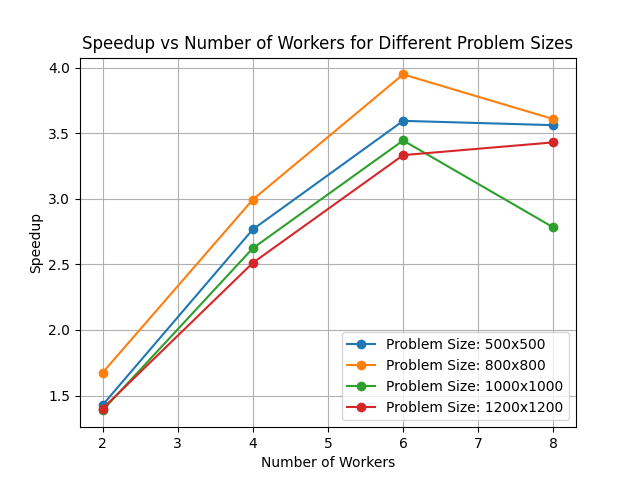 Speedup vs Number of Workers for Different Problem Sizes
4.0
3.5
3.0
2.5
2.0
1.5
Speedup
2 3 4 5 6 7 8
Number of Workers
Problem Size: 500x500
Problem Size: 800x800
Problem Size: 1000x1000
Problem Size: 1200x1200